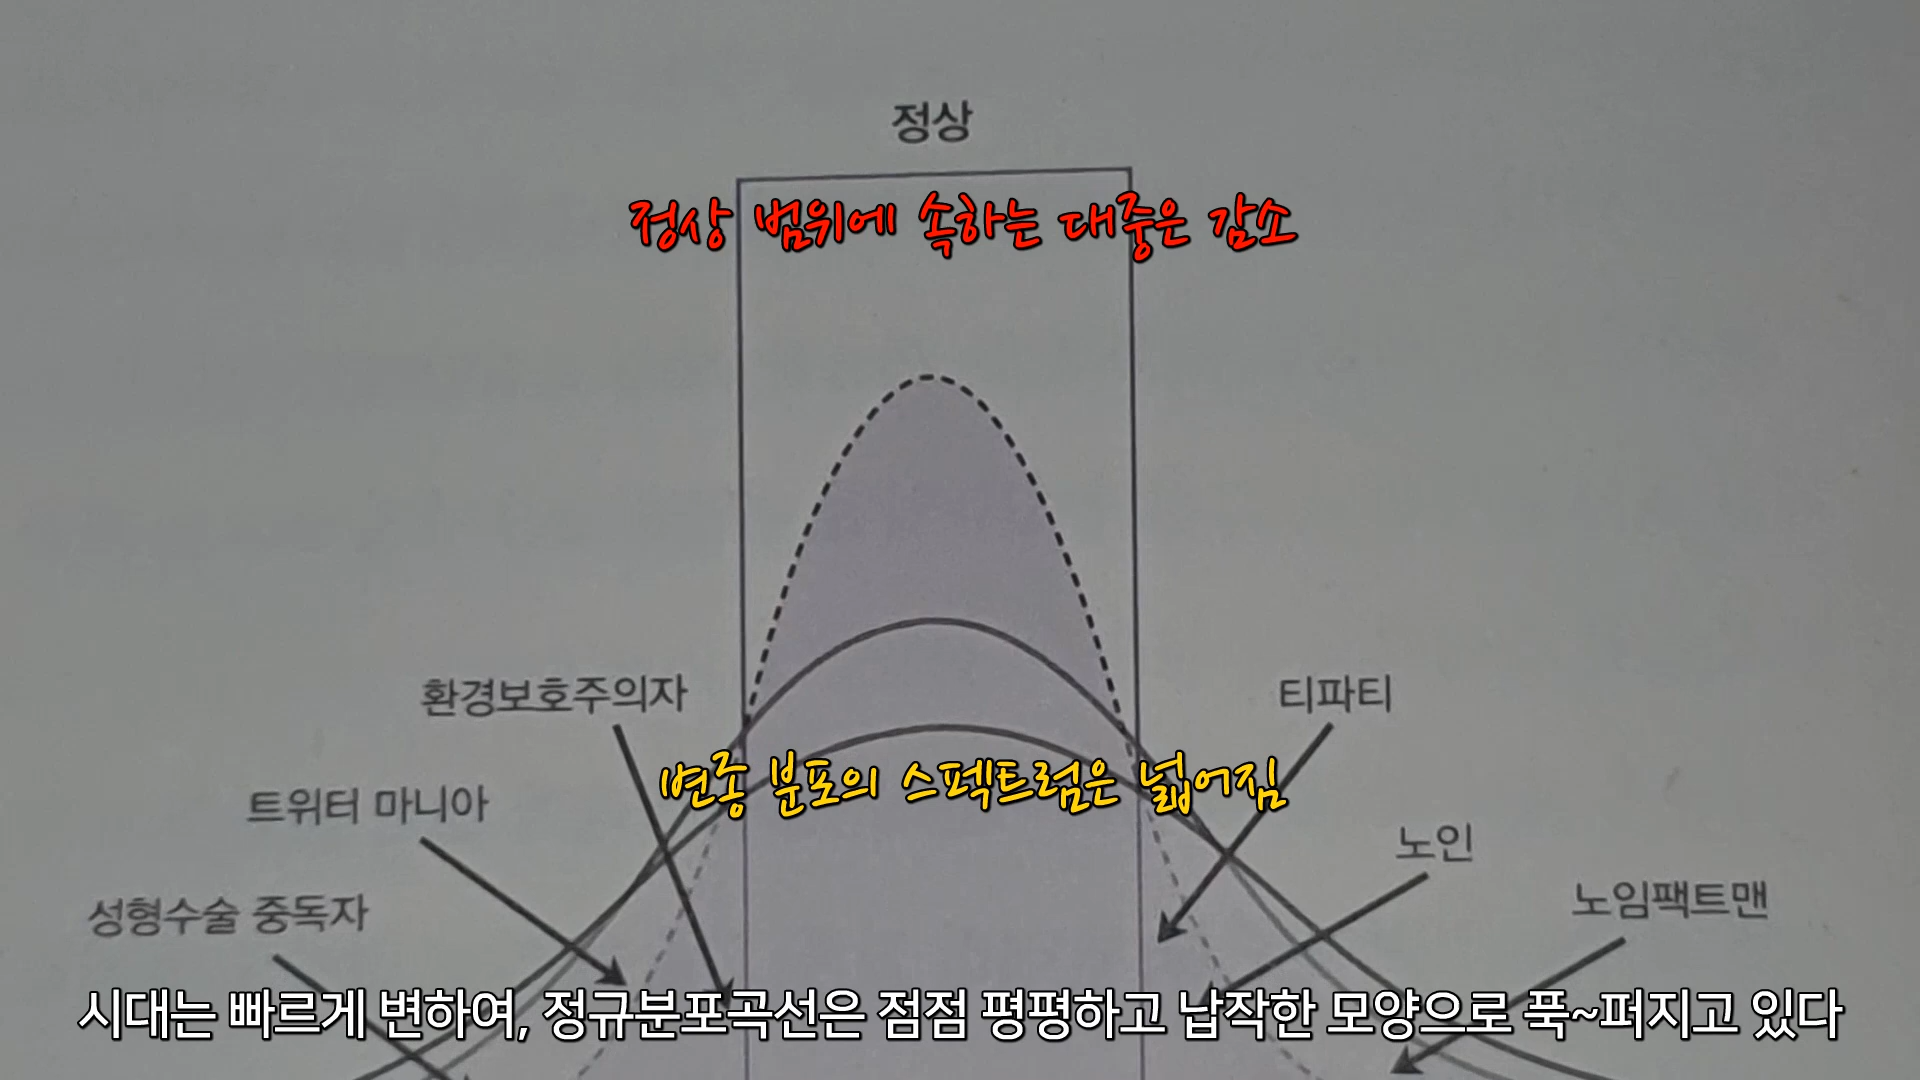 정상
정상 범위에 속하는 대중은 감소
환경보호주의자
티파티
변종 분포의 스펙트럼은 넓어짐
트위터 마니아
노인
성형수술 중독자
노임팩트맨
시대는 빠르게 변하여, 정규분포곡선은 점점 평평하고 납작한 모양으로 푹~퍼지고 있다